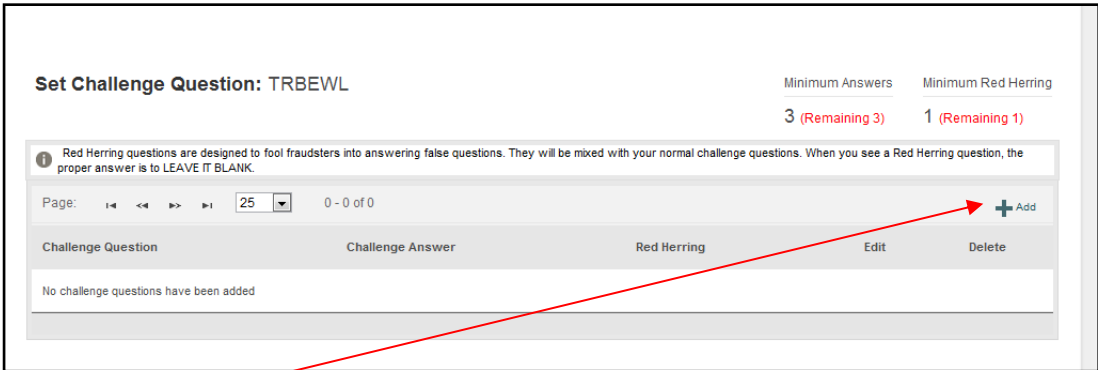 Set Challenge Question: TRBEWL
Minimum Answers
Minimum Red Herring
3 (Remaining 3)
1 (Remaining 1)
Red Herring questions are designed to fool fraudsters into answering false questions. They will be mixed with your normal challenge questions. When you see a Red Herring question, the
proper answer is to LEAVE IT BLANK.
Page: 25 0 - 0 of 0 Add
Challenge Question Challenge Answer Red Herring Edit Delete
No challenge questions have been added